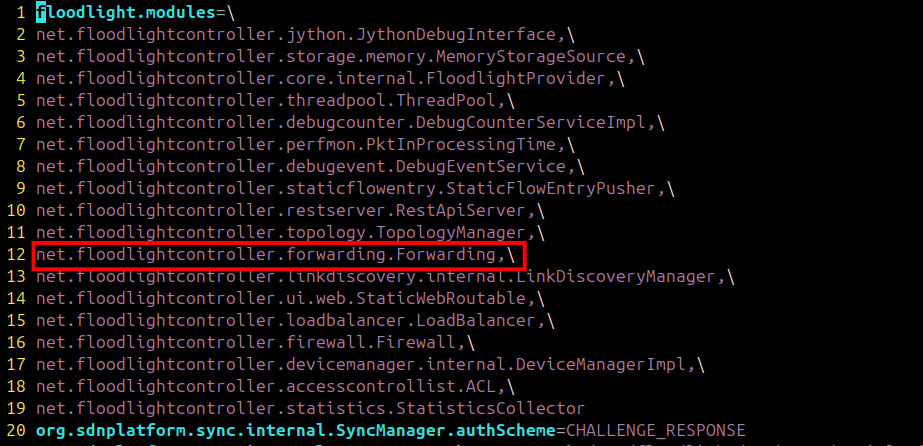 1 floodlight.modules=\
2 net.floodlightcontroller.jython.JythonDebugInterface,\
3 net.floodlightcontroller.storage.memory.MemoryStorageSource,\
4 net.floodlightcontroller.core.internal.FloodlightProvider,\
5 net.floodlightcontroller.threadpool.ThreadPool,\
6 net.floodlightcontroller.debugcounter.DebugCounterServiceImpl,\
7 net.floodlightcontroller.perfmon.PktInProcessingTime,\
8 net.floodlightcontroller.debugevent.DebugEventService,\
9 net.floodlightcontroller.staticflowentry.StaticFlowEntryPusher,\
10 net.floodlightcontroller.restserver.RestApiServer,\
11 net.floodlightcontroller.topology.TopologyManager,\
12 net.floodlightcontroller.forwarding.Forwarding,\
13 net.floodlightcontroller.linkdiscovery.internal.LinkDiscoveryManager,\
14 net.floodlightcontroller.ui.web.StaticWebRoutable,\
15 net.floodlightcontroller.loadbalancer.LoadBalancer,\
16 net.floodlightcontroller.firewall.Firewall,\
17 net.floodlightcontroller.devicemanager.internal.DeviceManagerImpl,\
18 net.floodlightcontroller.accesscontrollist.ACL,\
19 net.floodlightcontroller.statistics.StatisticsCollector
20 org.sdnplatform.sync.internal.SyncManager.authScheme=CHALLENGE_RESPONSE